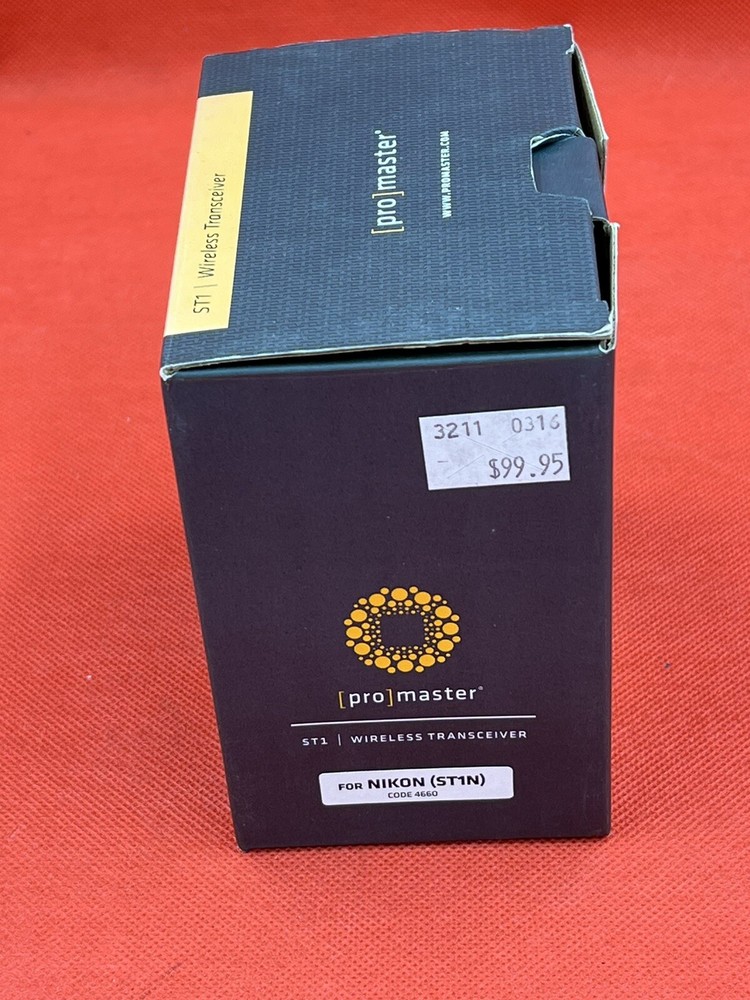 ST1 | Wireless Transceiver
[pro]master®
WWW.PROMASTER.COM
3211 0316
- $99.95
[pro]master®
ST1 | WIRELESS TRANSCEIVER
FOR NIKON (ST1N)
CODE 4660